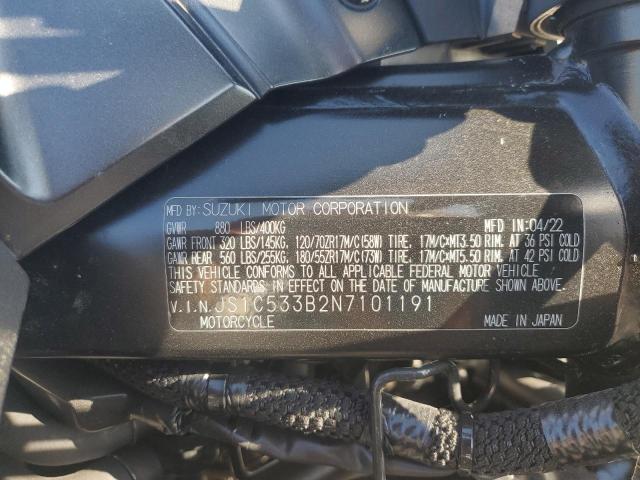 MFD BY: SUZUKI MOTOR CORPORATION
GVWR 880 LBS/400KG MFD IN:04/22
GAWR FRONT 320 LBS/145KG, 120/70ZR17M/C(58W) TIRE, 17M/C×MT3.50 RIM, AT 36 PSI COLD
GAWR REAR 560 LBS/255KG, 180/55ZR17M/C(73W) TIRE, 17M/C×MT5.50 RIM, AT 42 PSI COLD
THIS VEHICLE CONFORMS TO ALL APPLICABLE FEDERAL MOTOR VEHICLE
SAFETY STANDARDS IN EFFECT ON THE DATE OF MANUFACTURE SHOWN ABOVE.
V.I.N. JS1C533B2N7101191
MOTORCYCLE MADE IN JAPAN